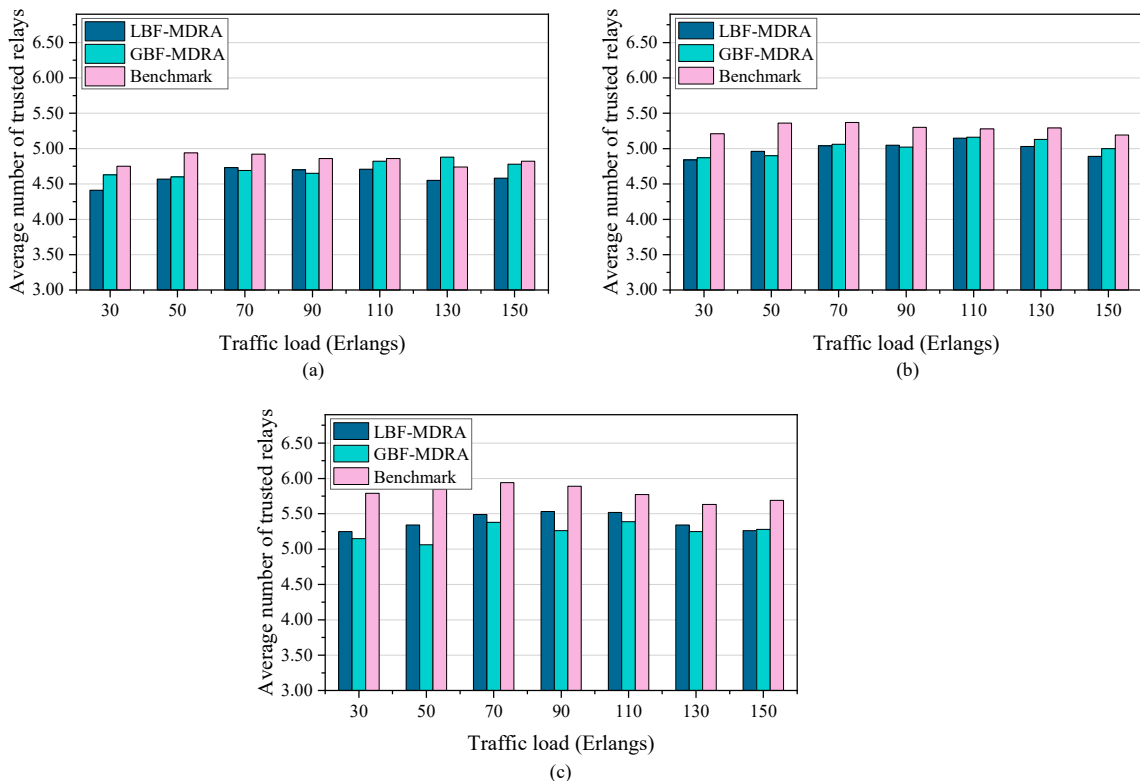 Average number of trusted relays
6.50
6.00
5.50
5.00
4.50
4.00
3.50
3.00
LBF-MDRA
GBF-MDRA
Benchmark
30 50 70 90 110 130 150
Traffic load (Erlangs)
(a)
Average number of trusted relays
6.50
6.00
5.50
5.00
4.50
4.00
3.50
3.00
LBF-MDRA
GBF-MDRA
Benchmark
30 50 70 90 110 130 150
Traffic load (Erlangs)
(b)
Average number of trusted relays
6.50
6.00
5.50
5.00
4.50
4.00
3.50
3.00
LBF-MDRA
GBF-MDRA
Benchmark
30 50 70 90 110 130 150
Traffic load (Erlangs)
(c)